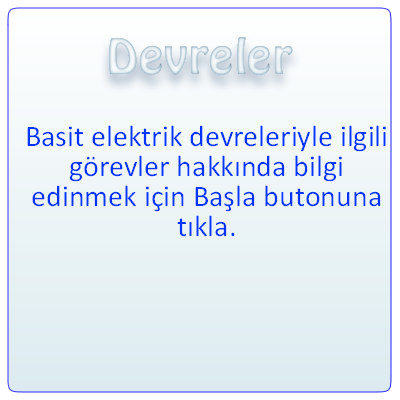 Devreler
Basit elektrik devreleriyle ilgili
görevler hakkında bilgi
edinmek için Başla butonuna
tıkla.